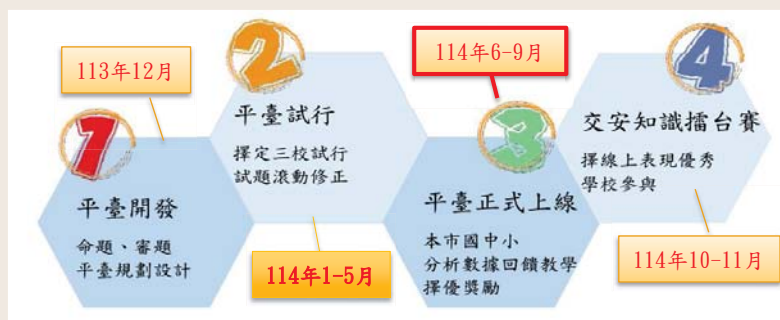 113年12月
1
平臺開發
命題、審題
平臺規劃設計
2
平臺試行
擇定三校試行
試題滾動修正
114年1-5月
114年6-9月
3
平臺正式上線
本市國中小
分析數據回饋教學
擇優獎勵
4
交安知識擂台賽
擇線上表現優秀
學校參與
114年10-11月